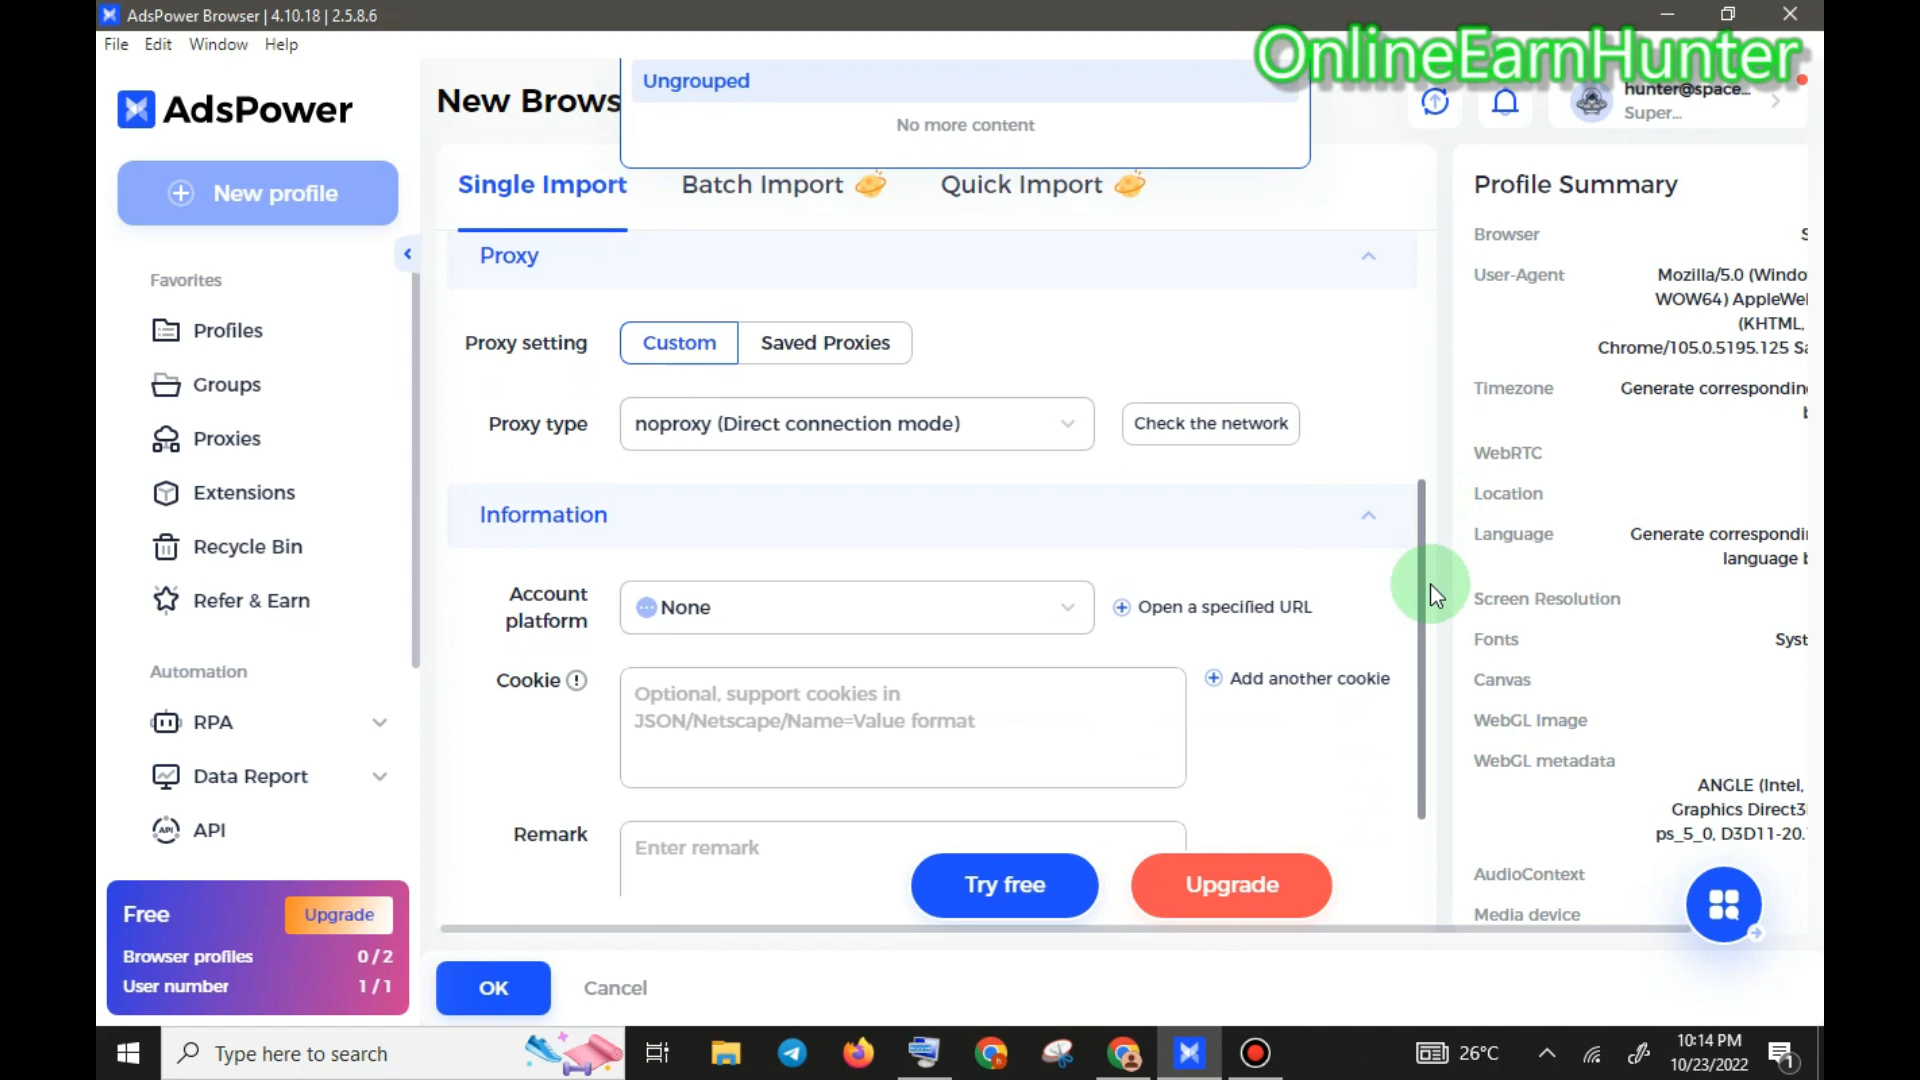 AdsPower Browser | 4.10.18 | 2.5.8.6
File Edit Window Help
OnlineEarnHunter
AdsPower
New profile
Favorites
Profiles
Groups
Proxies
Extensions
Recycle Bin
Refer & Earn
Automation
RPA
Data Report
API
Free
Upgrade
Browser profiles 0 / 2
User number 1 / 1
New Brows
Ungrouped
No more content
hunter@space...
Super...
Single Import
Batch Import
Quick Import
Proxy
Proxy setting
Custom
Saved Proxies
Proxy type
noproxy (Direct connection mode)
Check the network
Information
Account
platform
None
Open a specified URL
Cookie
Optional, support cookies in
JSON/Netscape/Name=Value format
Add another cookie
Remark
Enter remark
Try free
Upgrade
OK
Cancel
Profile Summary
Browser
User-Agent
Mozilla/5.0 (Windo
WOW64) AppleWel
(KHTML,
Chrome/105.0.5195.125 Sa
Timezone
Generate correspondin
WebRTC
Location
Language
Generate correspondi
language b
Screen Resolution
Fonts
Syst
Canvas
WebGL Image
WebGL metadata
ANGLE (Intel,
Graphics Direct3
ps_5_0, D3D11-20.
AudioContext
Media device
Type here to search
26°C
10:14 PM
10/23/2022
1